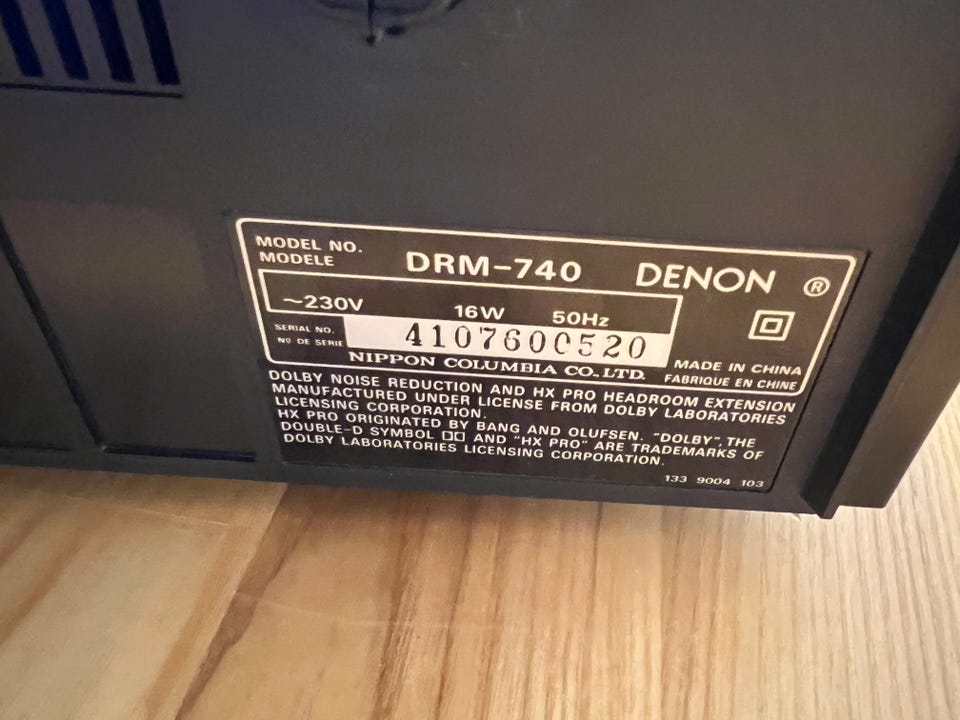 MODEL NO.
MODELE
DRM-740 DENON ®
~230V 16W 50Hz
SERIAL NO.
Nº DE SERIE
4107600520
NIPPON COLUMBIA CO.,LTD.
MADE IN CHINA
FABRIQUE EN CHINE
DOLBY NOISE REDUCTION AND HX PRO HEADROOM EXTENSION
MANUFACTURED UNDER LICENSE FROM DOLBY LABORATORIES
LICENSING CORPORATION.
HX PRO ORIGINATED BY BANG AND OLUFSEN. "DOLBY", THE
DOUBLE-D SYMBOL AND "HX PRO" ARE TRADEMARKS OF
DOLBY LABORATORIES LICENSING CORPORATION.
133 9004 103